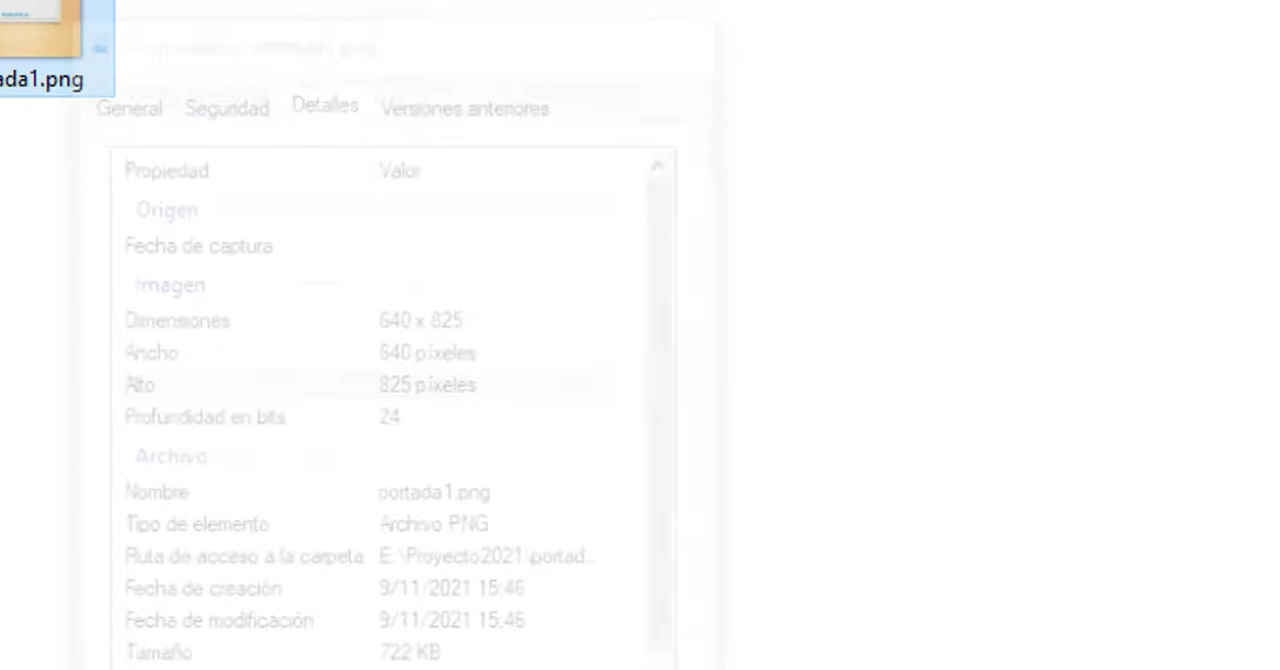 ada1.png
General Seguridad Detalles Versiones anteriores
Propiedad Valor
Origen
Fecha de captura
Imagen
Dimensiones 640 x 825
Ancho 640 píxeles
Alto 825 píxeles
Profundidad en bits 24
Archivo
Nombre portada1.png
Tipo de elemento Archivo PNG
Ruta de acceso a la carpeta E:\Proyecto2021\portad...
Fecha de creación 9/11/2021 15:46
Fecha de modificación 9/11/2021 15:46
Tamaño 722 KB